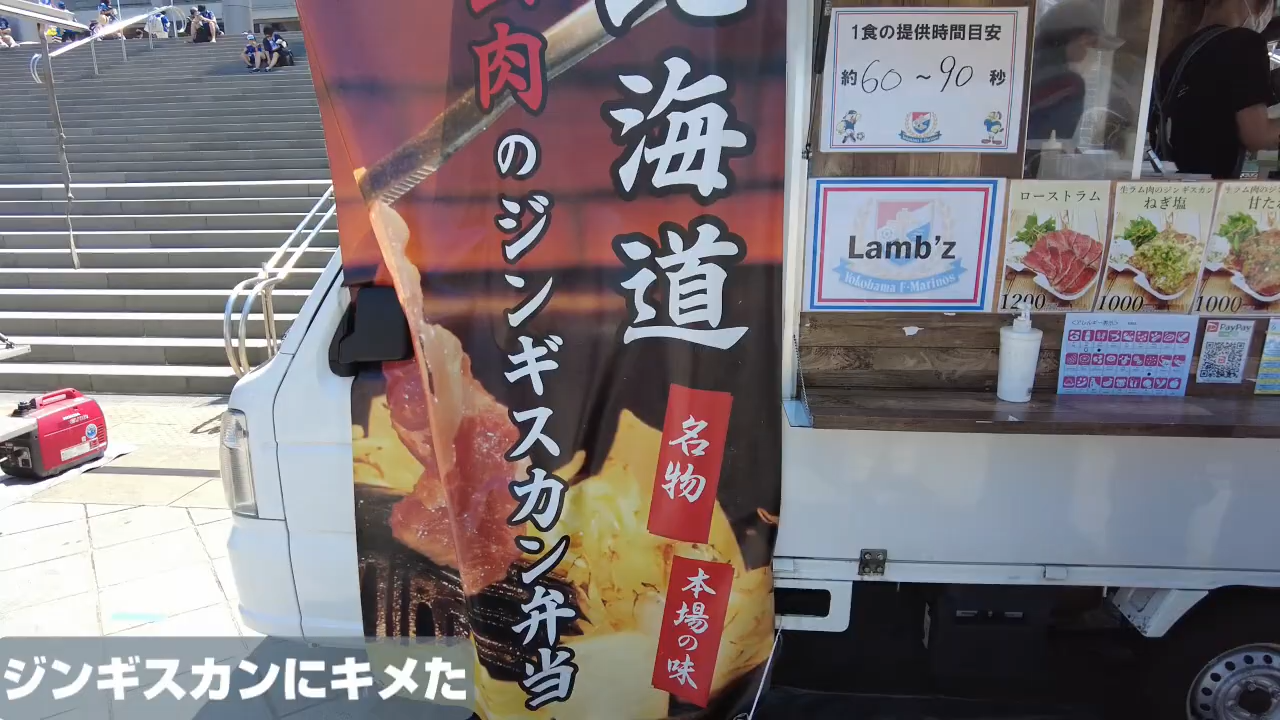 海道
肉のジンギスカン弁当
名物
本場の味
1食の提供時間目安
約60~90秒
Lamb'z
Yokohama F·Marinos
ローストラム
1200
生ラム肉のジンギスカン
ねぎ塩
1000
甘た
1000
PayPay
ジンギスカンにキメた